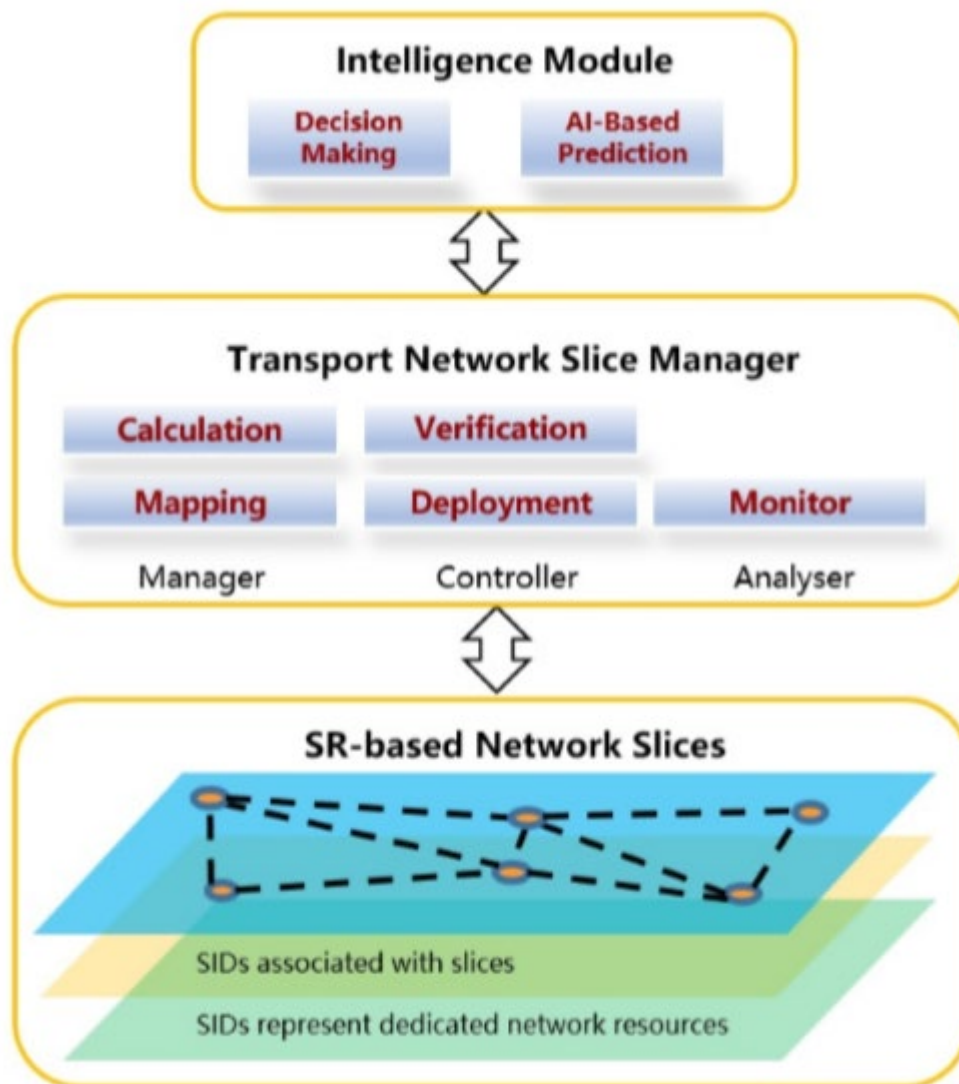 Intelligence Module
Decision
Making
AI-Based
Prediction
Transport Network Slice Manager
Calculation
Verification
Mapping
Deployment
Monitor
Manager
Controller
Analyser
SR-based Network Slices
SIDs associated with slices
SIDs represent dedicated network resources